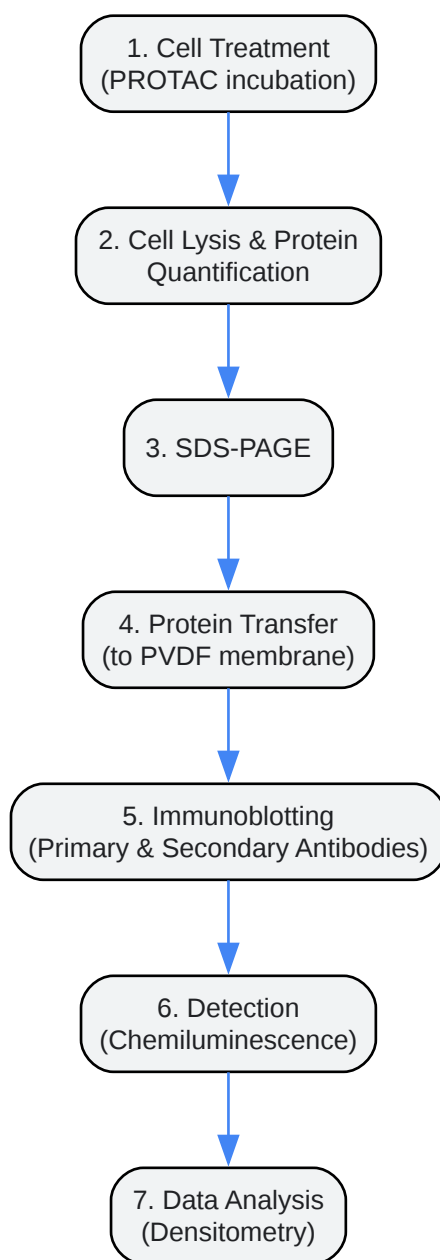 1. Cell Treatment
(PROTAC incubation)
2. Cell Lysis & Protein
Quantification
3. SDS-PAGE
4. Protein Transfer
(to PVDF membrane)
5. Immunoblotting
(Primary & Secondary Antibodies)
6. Detection
(Chemiluminescence)
7. Data Analysis
(Densitometry)